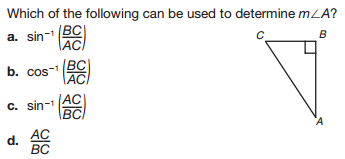 Which of the following can be used to determine m∠A?
a. sin⁻¹ (BC/AC)
b. cos⁻¹ (BC/AC)
c. sin⁻¹ (AC/BC)
d. AC/BC
C B
A